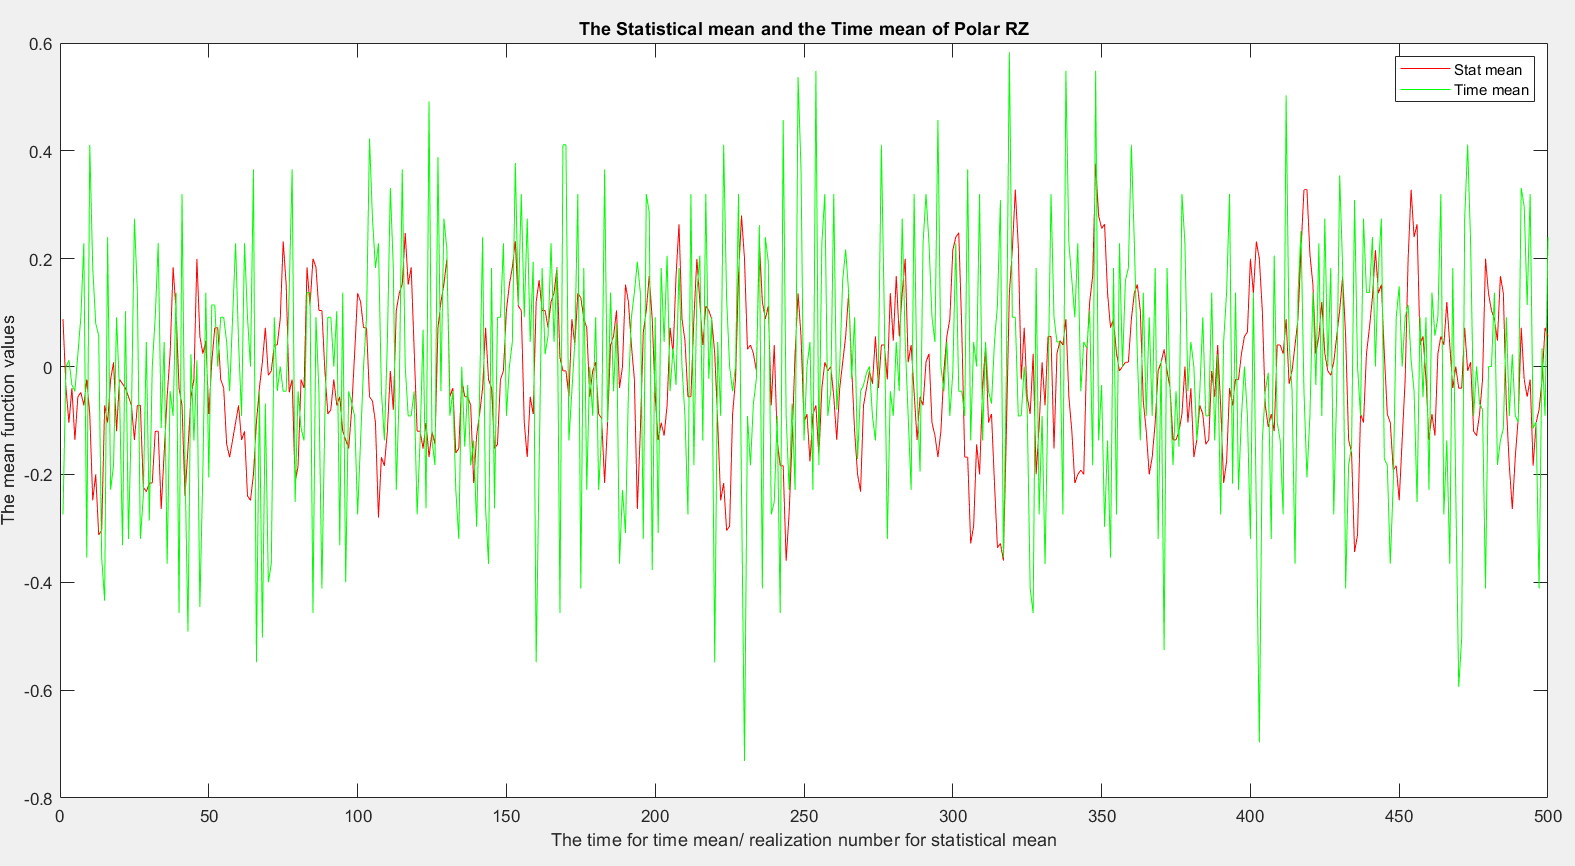 The Statistical mean and the Time mean of Polar RZ
Stat mean
Time mean
The mean function values
0.6
0.4
0.2
0
-0.2
-0.4
-0.6
-0.8
0 50 100 150 200 250 300 350 400 450 500
The time for time mean/ realization number for statistical mean